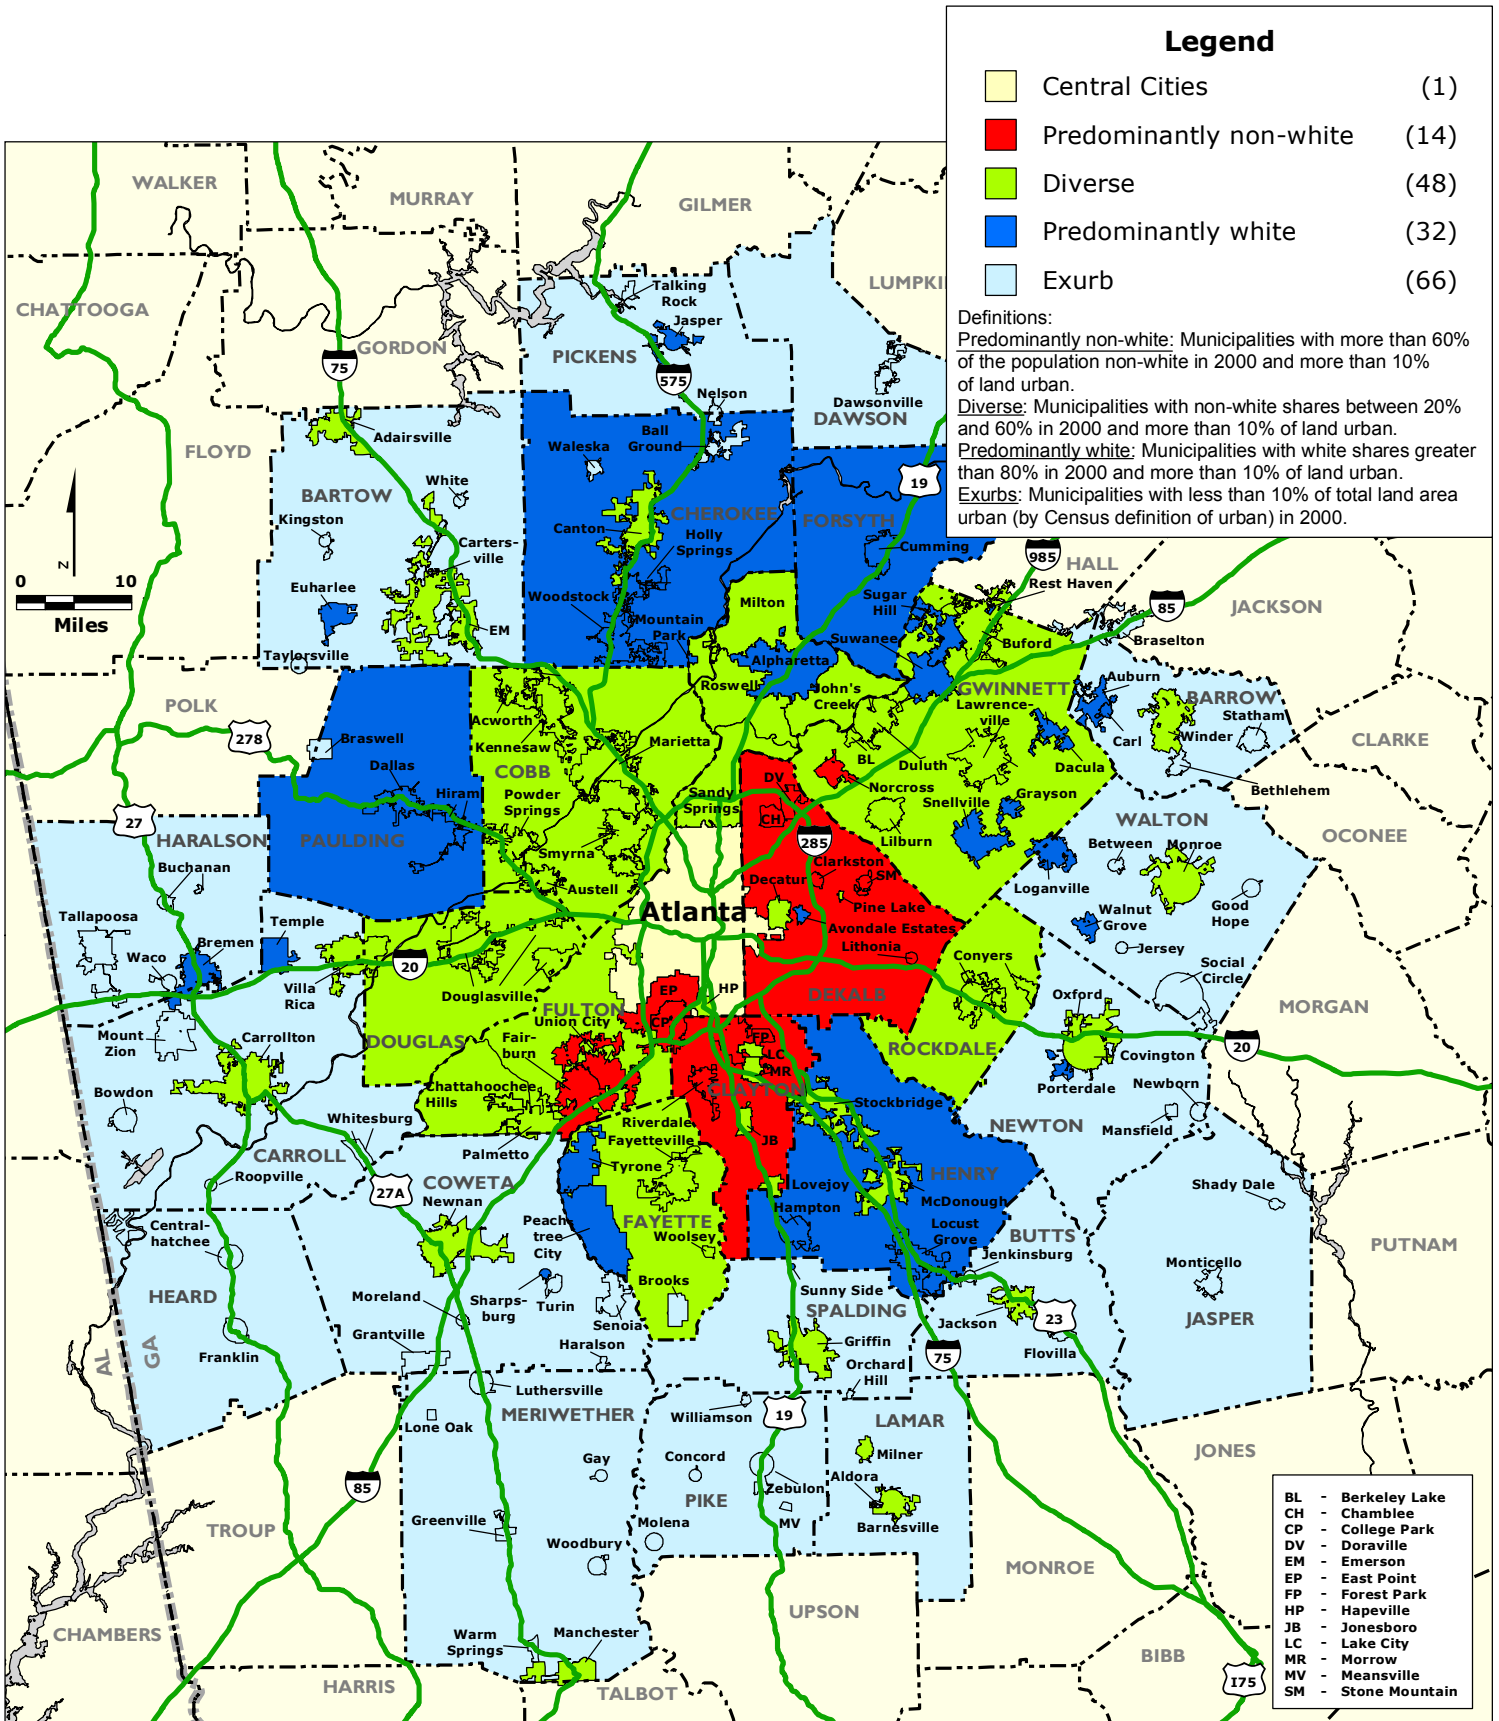 Legend
Central Cities (1)
Predominantly non-white (14)
Diverse (48)
Predominantly white (32)
Exurb (66)
Definitions:
Predominantly non-white: Municipalities with more than 60%
of the population non-white in 2000 and more than 10%
of land urban.
Diverse: Municipalities with non-white shares between 20%
and 60% in 2000 and more than 10% of land urban.
Predominantly white: Municipalities with white shares greater
than 80% in 2000 and more than 10% of land urban.
Exurbs: Municipalities with less than 10% of total land area
urban (by Census definition of urban) in 2000.
WALKER
MURRAY
GILMER
LUMPKI
CHATTOOGA
GORDON
75
Talking
Rock
Jasper
PICKENS
575
Nelson
Dawsonville
DAWSON
FLOYD
Adairsville
Waleska
Ball
Ground
19
BARTOW
White
Kingston
CHEROKEE
FORSYTH
Canton
Holly
Springs
Cumming
Carters-
ville
985
HALL
Rest Haven
N
0 10
Miles
Euharlee
EM
Woodstock
Mountain
Park
Milton
Sugar
Hill
Suwanee
Buford
85
JACKSON
Braselton
Taylorsville
POLK
278
Alpharetta
Roswell
John's
Creek
GWINNETT
Lawrence-
ville
Auburn
BARROW
Statham
Carl
Winder
CLARKE
Braswell
Acworth
Kennesaw
Marietta
COBB
BL
Duluth
Dacula
Bethlehem
Dallas
Hiram
Powder
Springs
Sandy
Springs
DV
CH
Norcross
Snellville
Grayson
27
HARALSON
PAULDING
Smyrna
285
Lilburn
WALTON
Between
Monroe
OCONEE
Buchanan
Austell
Clarkston
Decatur
SM
Pine Lake
Loganville
Good
Hope
Tallapoosa
Temple
Atlanta
Avondale Estates
Lithonia
Walnut
Grove
Jersey
Bremen
Waco
20
Villa
Rica
Douglasville
Conyers
Social
Circle
MORGAN
EP
HP
DEKALB
FULTON
Union City
CP
Oxford
Mount
Zion
Carrollton
DOUGLAS
Fair-
burn
FP
LC
MR
ROCKDALE
Covington
20
Bowdon
Chattahoochee
Hills
CLAYTON
Stockbridge
Porterdale
Newborn
Mansfield
Whitesburg
Riverdale
Fayetteville
JB
NEWTON
CARROLL
Palmetto
Roopville
27A
COWETA
Newnan
Tyrone
HENRY
Lovejoy
McDonough
Shady Dale
Central-
hatchee
Peach-
tree
City
FAYETTE
Woolsey
Hampton
Locust
Grove
BUTTS
Jenkinsburg
PUTNAM
Monticello
HEARD
Moreland
Sharps-
burg
Turin
Brooks
Sunny Side
SPALDING
Jackson
23
JASPER
Grantville
Senoia
Haralson
Griffin
75
Flovilla
AL
GA
Franklin
Orchard
Hill
Luthersville
MERIWETHER
Lone Oak
Williamson
19
LAMAR
Milner
JONES
Gay
Concord
Zebulon
Aldora
85
PIKE
Barnesville
TROUP
Greenville
MV
Woodbury
Molena
MONROE
UPSON
CHAMBERS
Warm
Springs
Manchester
HARRIS
TALBOT
BIBB
I75
BL - Berkeley Lake
CH - Chamblee
CP - College Park
DV - Doraville
EM - Emerson
EP - East Point
FP - Forest Park
HP - Hapeville
JB - Jonesboro
LC - Lake City
MR - Morrow
MV - Meansville
SM - Stone Mountain